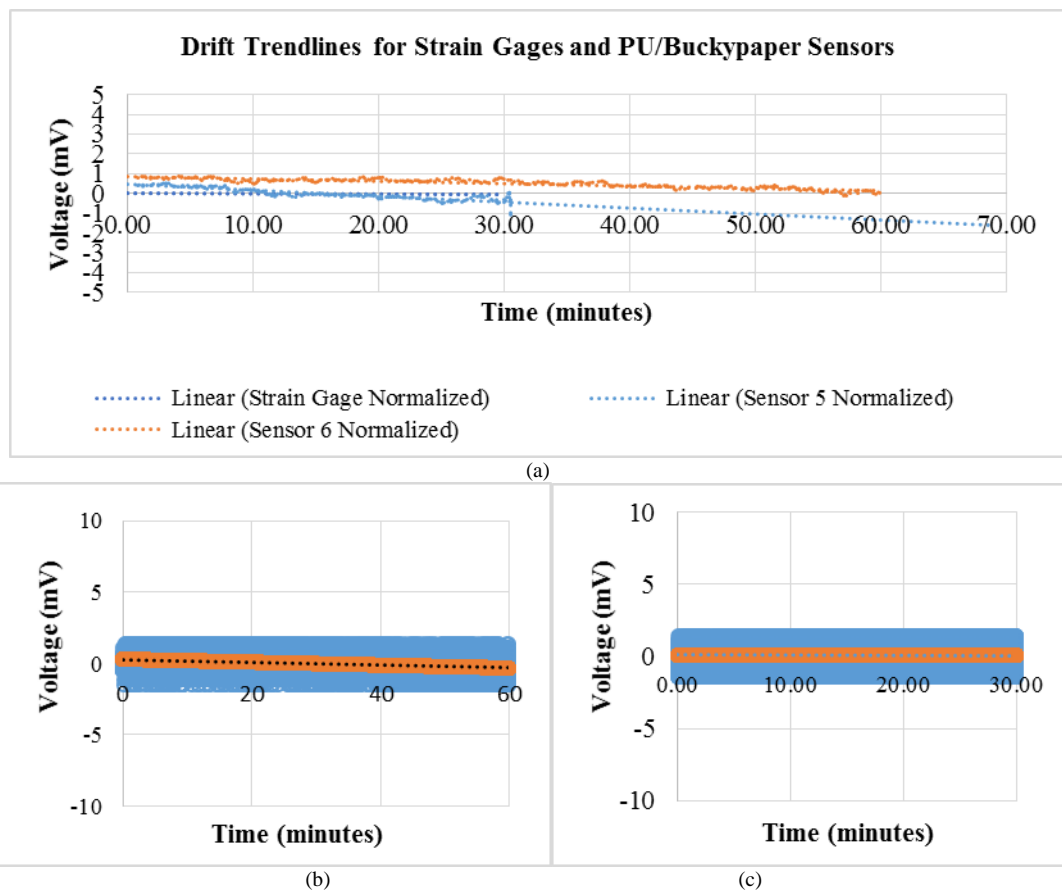 Drift Trendlines for Strain Gages and PU/Buckypaper Sensors
Voltage (mV)
5
4
3
2
1
0
-1
-2
-3
-4
-5
0.00 10.00 20.00 30.00 40.00 50.00 60.00 70.00
Time (minutes)
Linear (Strain Gage Normalized) Linear (Sensor 5 Normalized)
Linear (Sensor 6 Normalized)
(a)
Voltage (mV)
10
5
0
-5
-10
0 20 40 60
Time (minutes)
(b)
Voltage (mV)
10
5
0
-5
-10
0.00 10.00 20.00 30.00
Time (minutes)
(c)